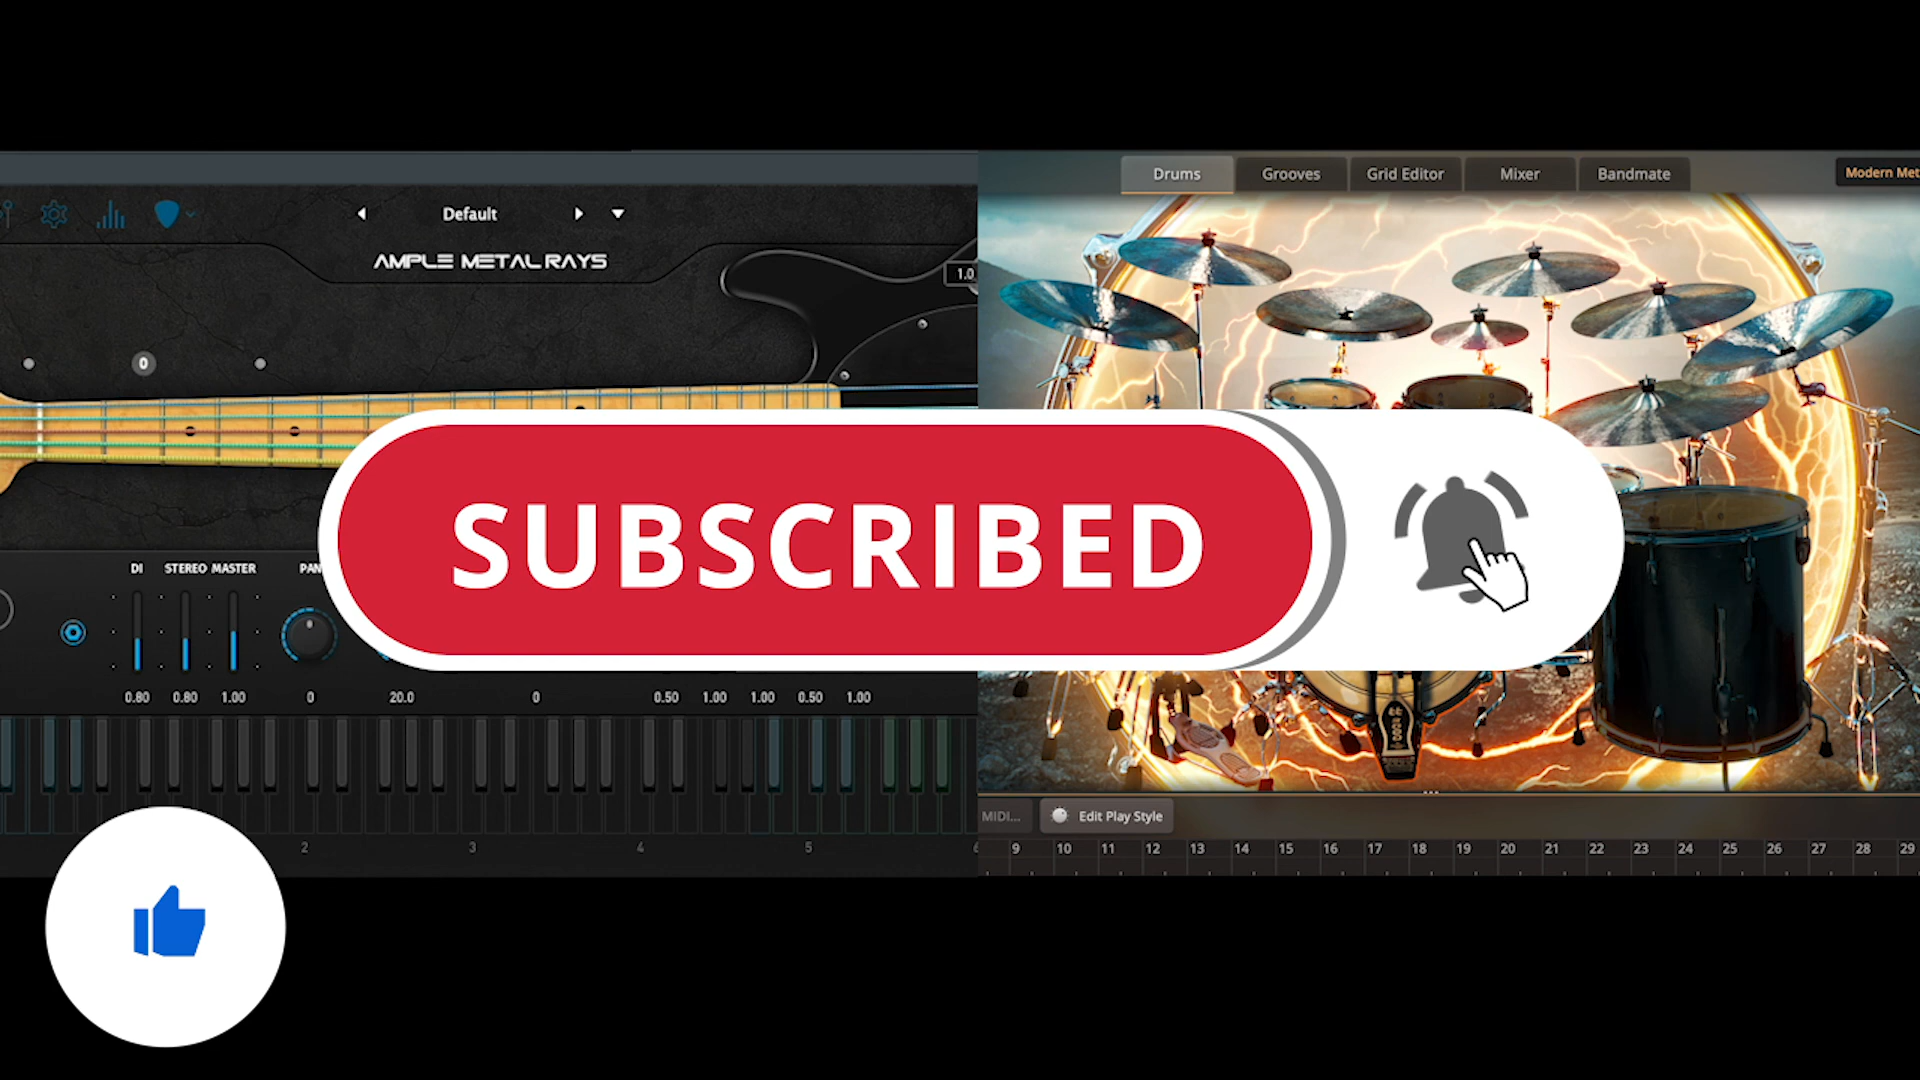 Default
AMPLE METAL RAYS
1.0
0
Drums
Grooves
Grid Editor
Mixer
Bandmate
Modern Met
SUBSCRIBED
DI
STEREO
MASTER
PAN
0.80
0.80
1.00
0
20.0
0
0.50
1.00
1.00
0.50
1.00
2
3
4
5
MIDI...
Edit Play Style
9 10 11 12 13 14 15 16 17 18 19 20 21 22 23 24 25 26 27 28 29